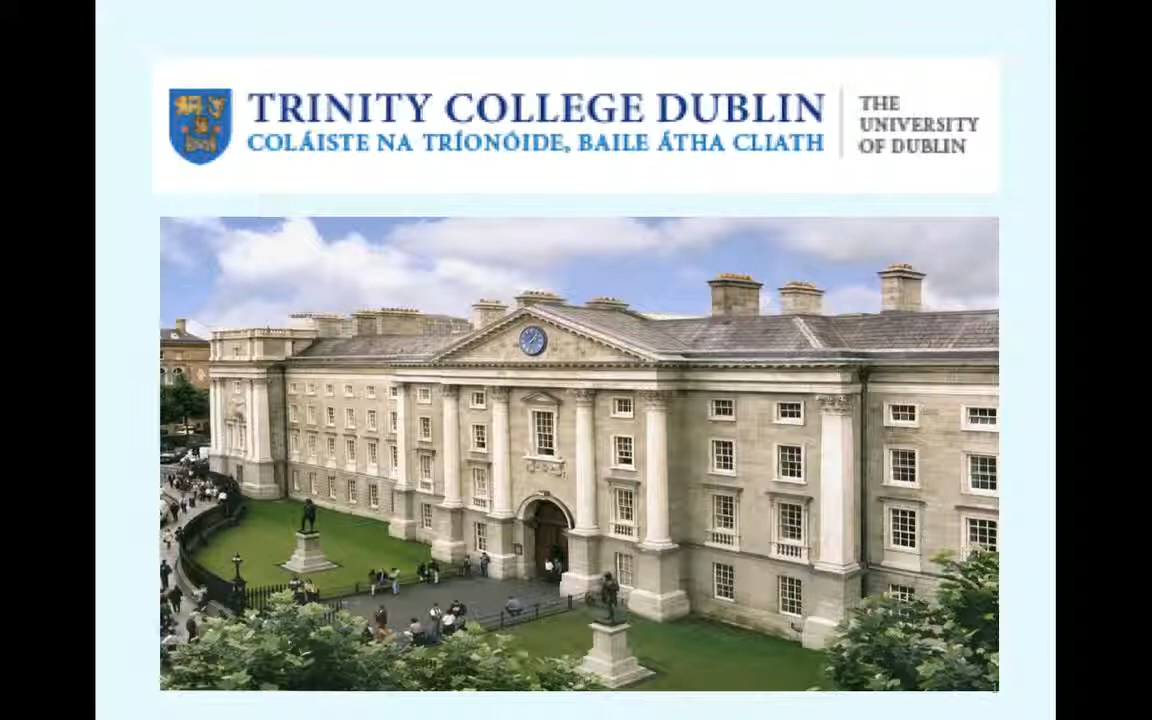 TRINITY COLLEGE DUBLIN
COLÁISTE NA TRÍONÓIDE, BAILE ÁTHA CLIATH
THE
UNIVERSITY
OF DUBLIN